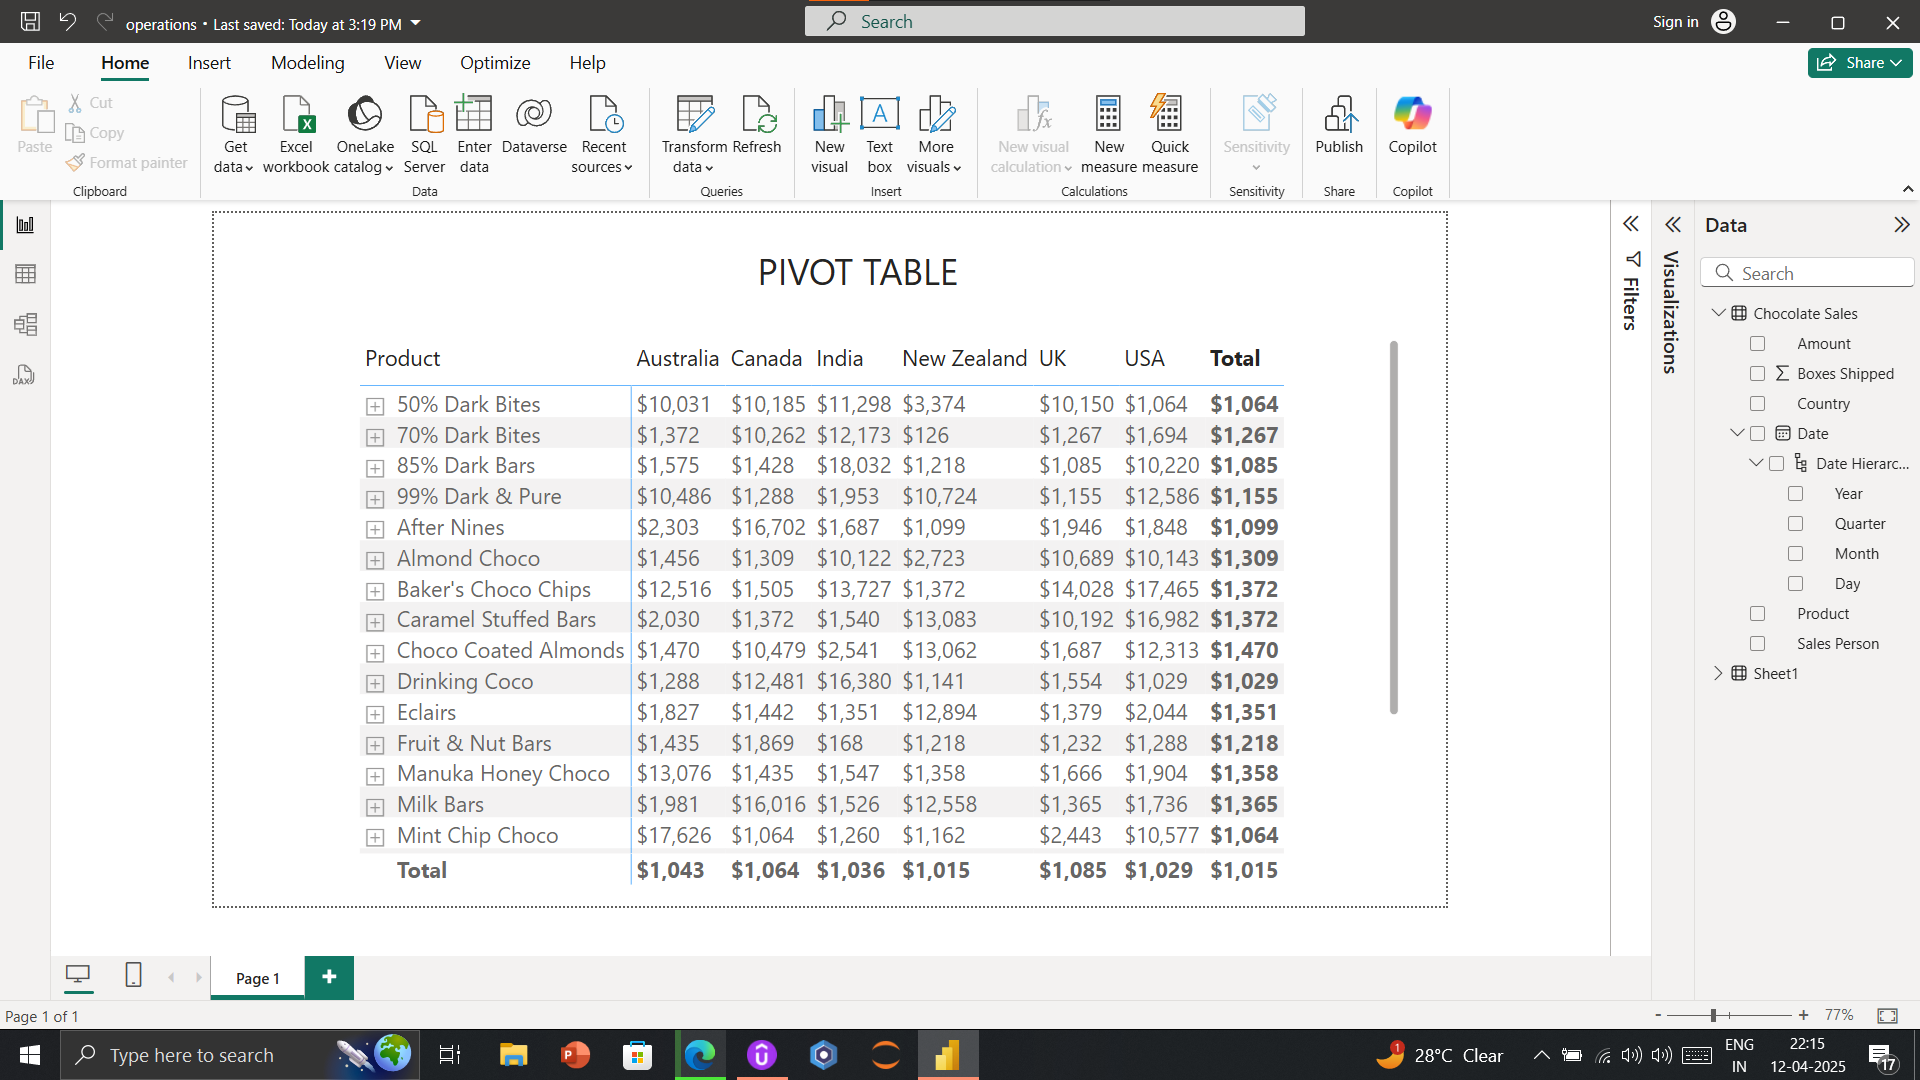 operations • Last saved: Today at 3:19 PM
Search
Sign in
File Home Insert Modeling View Optimize Help
Share
Paste
Cut
Copy
Format painter
Clipboard
Get data
Excel workbook
OneLake catalog
SQL Server
Enter data
Dataverse
Recent sources
Data
Transform data
Refresh
Queries
New visual
Text box
More visuals
Insert
New visual calculation
New measure
Quick measure
Calculations
Sensitivity
Sensitivity
Publish
Share
Copilot
Copilot
PIVOT TABLE
Product Australia Canada India New Zealand UK USA Total
50% Dark Bites $10,031 $10,185 $11,298 $3,374 $10,150 $1,064 $1,064
70% Dark Bites $1,372 $10,262 $12,173 $126 $1,267 $1,694 $1,267
85% Dark Bars $1,575 $1,428 $18,032 $1,218 $1,085 $10,220 $1,085
99% Dark & Pure $10,486 $1,288 $1,953 $10,724 $1,155 $12,586 $1,155
After Nines $2,303 $16,702 $1,687 $1,099 $1,946 $1,848 $1,099
Almond Choco $1,456 $1,309 $10,122 $2,723 $10,689 $10,143 $1,309
Baker's Choco Chips $12,516 $1,505 $13,727 $1,372 $14,028 $17,465 $1,372
Caramel Stuffed Bars $2,030 $1,372 $1,540 $13,083 $10,192 $16,982 $1,372
Choco Coated Almonds $1,470 $10,479 $2,541 $13,062 $1,687 $12,313 $1,470
Drinking Coco $1,288 $12,481 $16,380 $1,141 $1,554 $1,029 $1,029
Eclairs $1,827 $1,442 $1,351 $12,894 $1,379 $2,044 $1,351
Fruit & Nut Bars $1,435 $1,869 $168 $1,218 $1,232 $1,288 $1,218
Manuka Honey Choco $13,076 $1,435 $1,547 $1,358 $1,666 $1,904 $1,358
Milk Bars $1,981 $16,016 $1,526 $12,558 $1,365 $1,736 $1,365
Mint Chip Choco $17,626 $1,064 $1,260 $1,162 $2,443 $10,577 $1,064
Total $1,043 $1,064 $1,036 $1,015 $1,085 $1,029 $1,015
Filters
Visualizations
Data
Search
Chocolate Sales
Amount
Boxes Shipped
Country
Date
Date Hierarc...
Year
Quarter
Month
Day
Product
Sales Person
Sheet1
Page 1
Page 1 of 1
- + 77%
Type here to search
1
28°C Clear
ENG
IN
22:15
12-04-2025
17